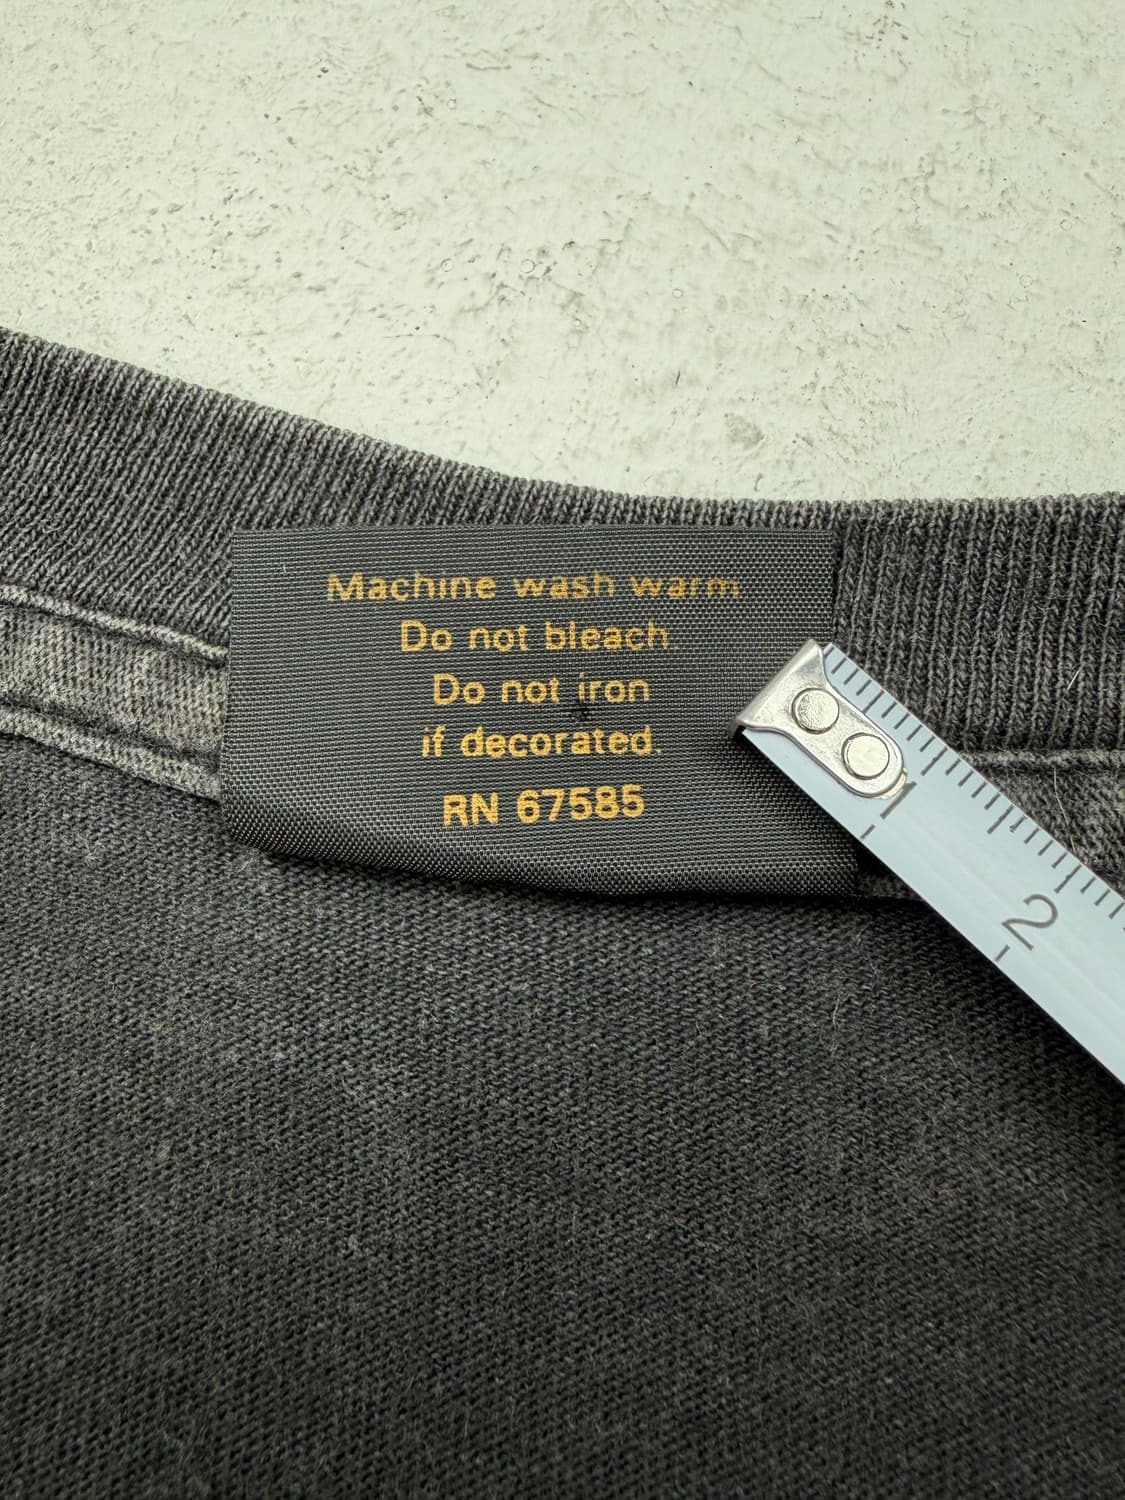 Machine wash warm
Do not bleach.
Do not iron
if decorated.
RN 67585
1
2